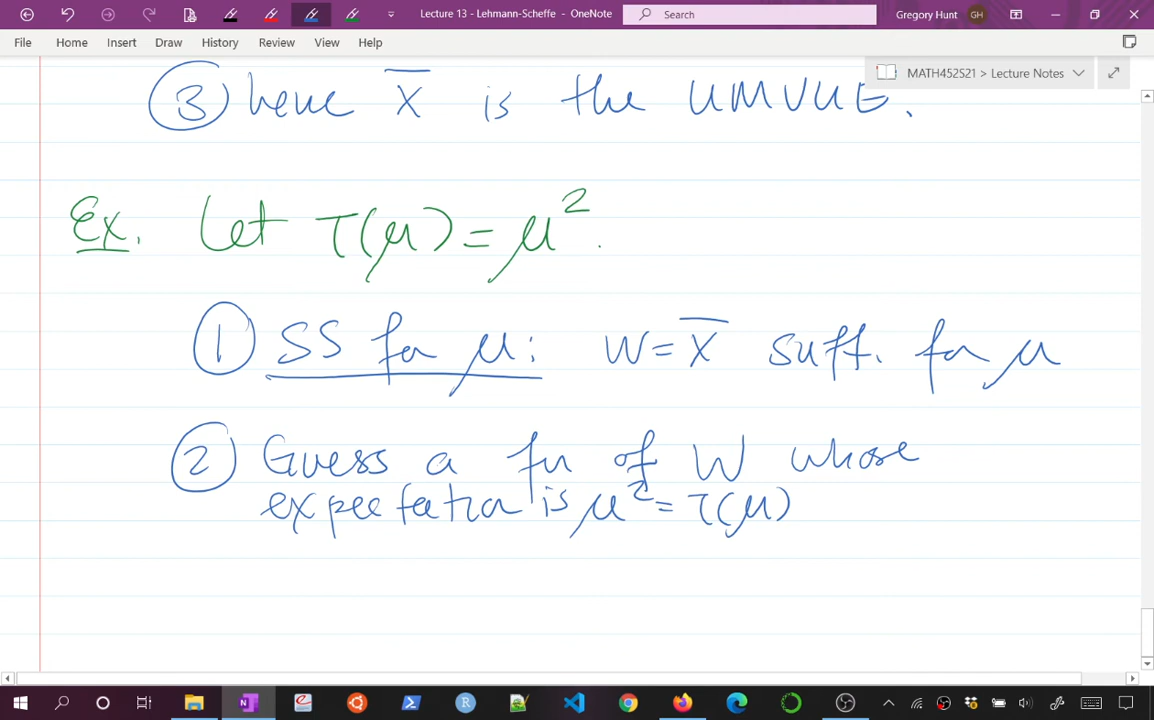 Lecture 13 - Lehmann-Scheffe - OneNote
Search
Gregory Hunt
GH
File Home Insert Draw History Review View Help
MATH452S21 > Lecture Notes
③ hence X̅ is the UMVUE.
Ex. Let τ(μ) = μ².
① SS for μ: W = X̅ suff. for μ
② Guess a fn of W whose
expectation is μ² = τ(μ)